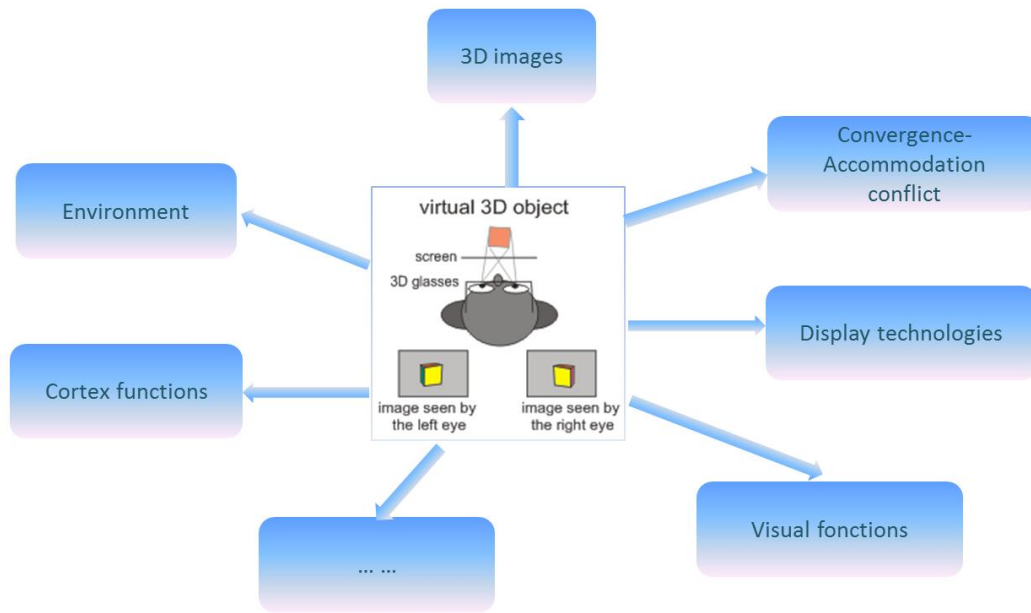 3D images
Convergence-
Accommodation
conflict
Environment
virtual 3D object
screen
3D glasses
Display technologies
Cortex functions
image seen by
the left eye
image seen by
the right eye
Visual fonctions
... ...